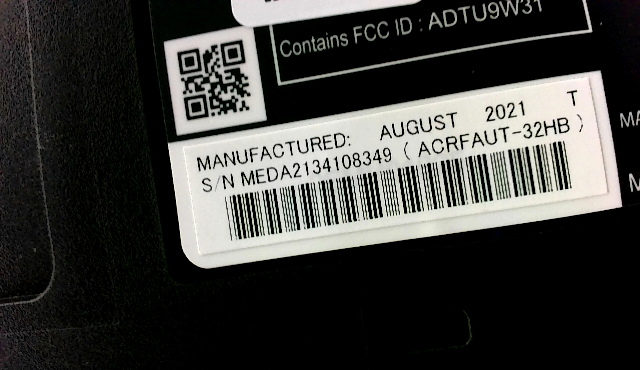 Contains FCC ID : ADTU9W31
MANUFACTURED: AUGUST 2021 T
S/N MEDA2134108349 ( ACRFAUT-32HB )